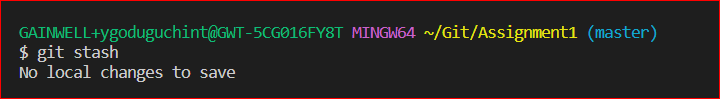 GAINWELL+ygoduguchint@GWT-5CG016FY8T MINGW64 ~/Git/Assignment1 (master)
$ git stash
No local changes to save